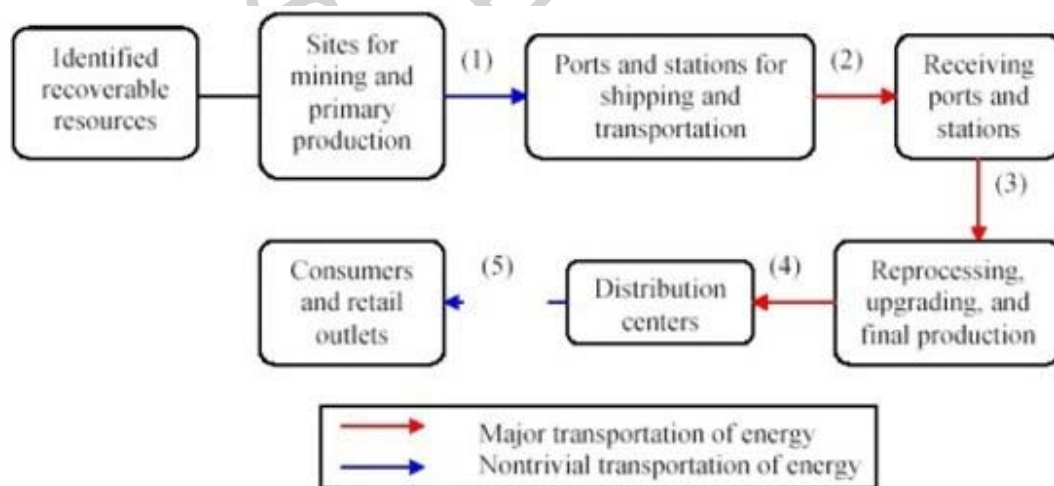 Identified
recoverable
resources
Sites for
mining and
primary
production
(1)
Ports and stations for
shipping and
transportation
(2)
Receiving
ports and
stations
(3)
Reprocessing,
upgrading, and
final production
(4)
Distribution
centers
(5)
Consumers
and retail
outlets
Major transportation of energy
Nontrivial transportation of energy